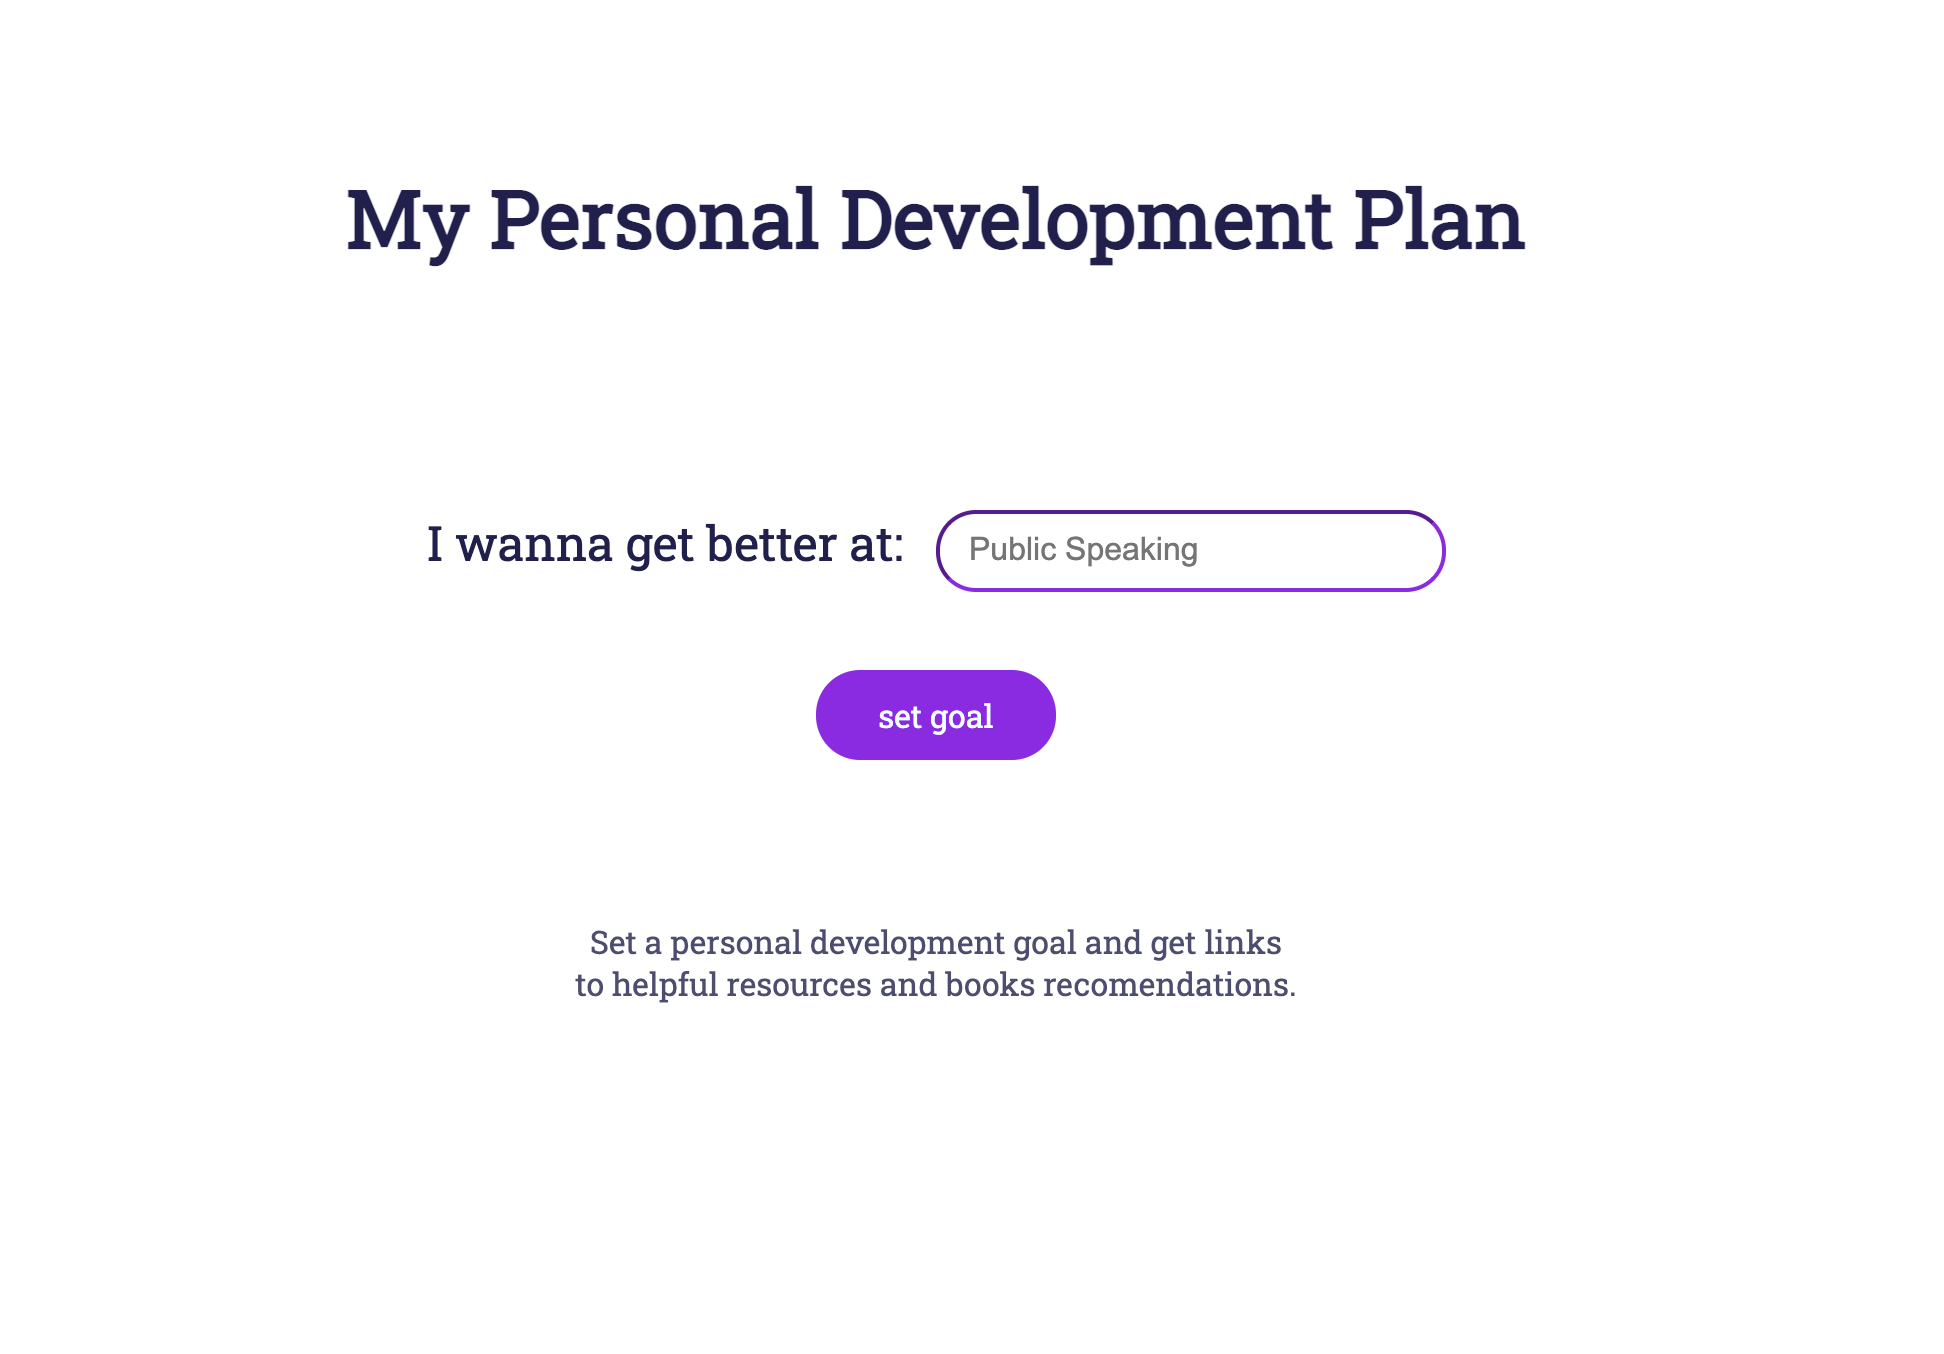 My Personal Development Plan
I wanna get better at: Public Speaking
set goal
Set a personal development goal and get links
to helpful resources and books recomendations.